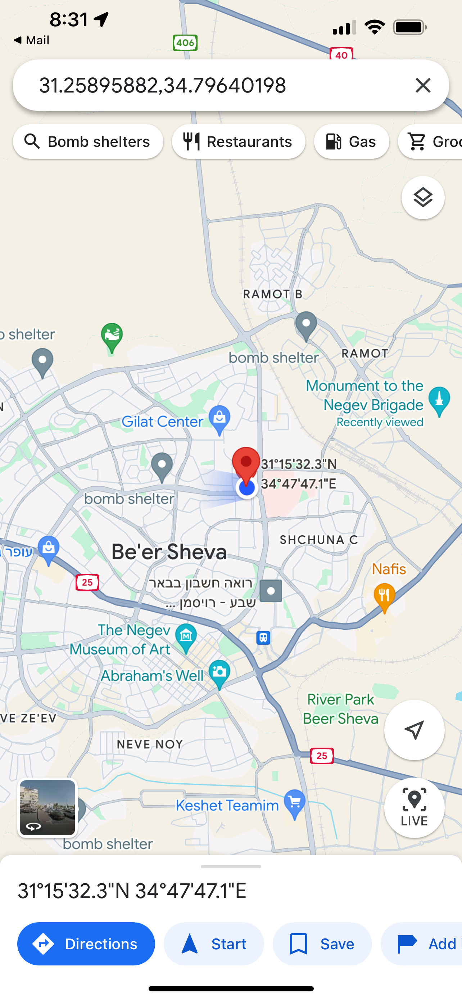 8:31
Mail
406
40
31.25895882,34.79640198
Bomb shelters
Restaurants
Gas
Groc
RAMOT B
b shelter
bomb shelter
RAMOT
Monument to the
Negev Brigade
Recently viewed
N
Gilat Center
31°15'32.3"N
34°47'47.1"E
bomb shelter
SHCHUNA C
Be'er Sheva
עופר
Nafis
25
רואה חשבון בבאר
שבע - רויסמן ...
The Negev
Museum of Art
Abraham's Well
River Park
Beer Sheva
VE ZE'EV
NEVE NOY
25
Keshet Teamim
LIVE
bomb shelter
31°15'32.3"N 34°47'47.1"E
Directions
Start
Save
Add